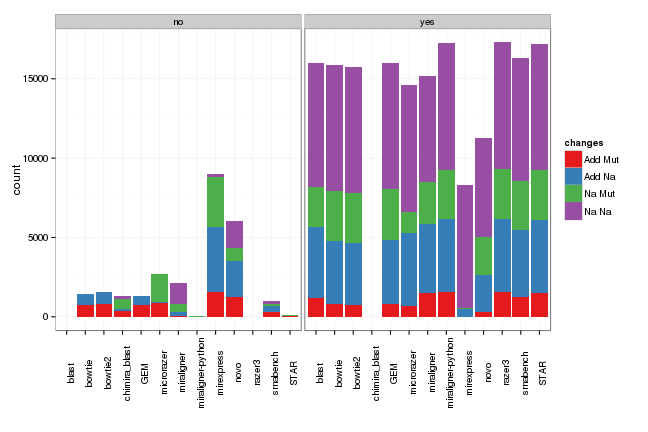 no
yes
15000
10000
5000
0
count
blast
bowtie
bowtie2
chimira_blast
GEM
microrazer
miraligner
miraligner-python
mirexpress
novo
razer3
srnabench
STAR
blast
bowtie
bowtie2
chimira_blast
GEM
microrazer
miraligner
miraligner-python
mirexpress
novo
razer3
srnabench
STAR
changes
Add Mut
Add Na
Na Mut
Na Na